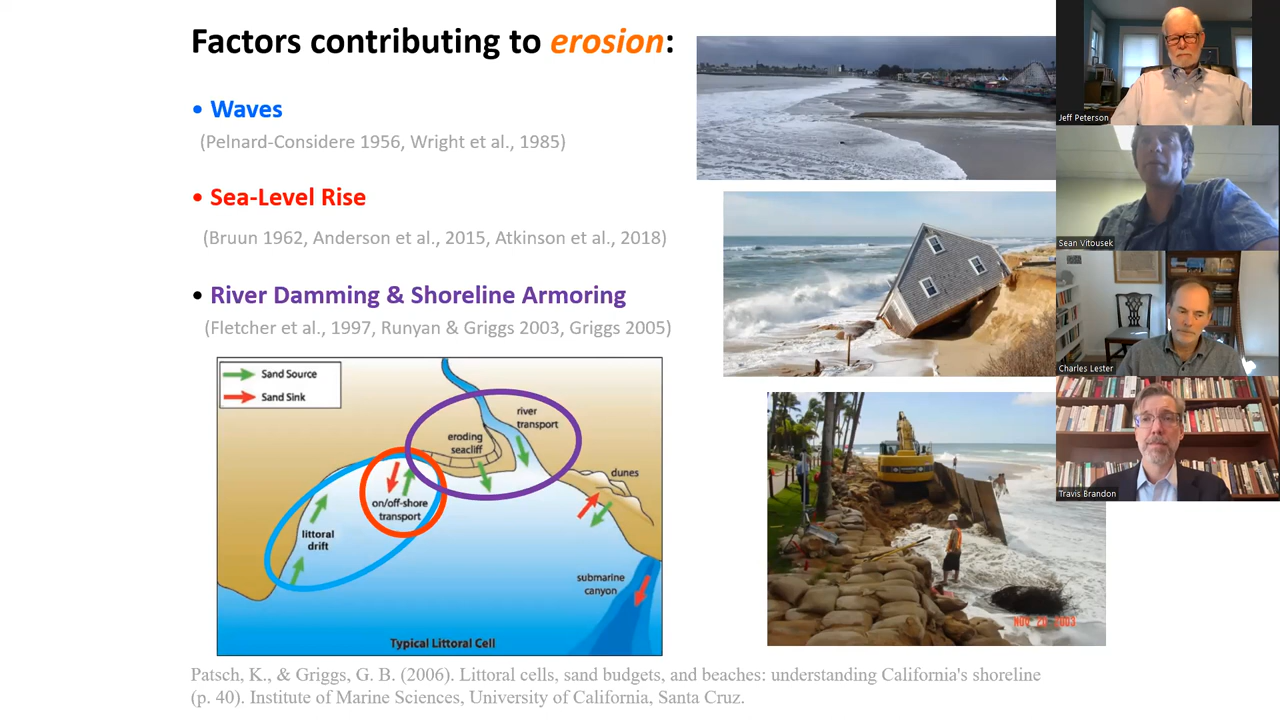 Factors contributing to erosion:
• Waves
(Pelnard-Considere 1956, Wright et al., 1985)
• Sea-Level Rise
(Bruun 1962, Anderson et al., 2015, Atkinson et al., 2018)
• River Damming & Shoreline Armoring
(Fletcher et al., 1997, Runyan & Griggs 2003, Griggs 2005)
Sand Source
Sand Sink
river
transport
eroding
seacliff
dunes
on/off-shore
transport
littoral
drift
submarine
canyon
Typical Littoral Cell
Patsch, K., & Griggs, G. B. (2006). Littoral cells, sand budgets, and beaches: understanding California's shoreline
(p. 40). Institute of Marine Sciences, University of California, Santa Cruz.
NOV 20 2003
Jeff Peterson
Sean Vitousek
Charles Lester
Travis Brandon